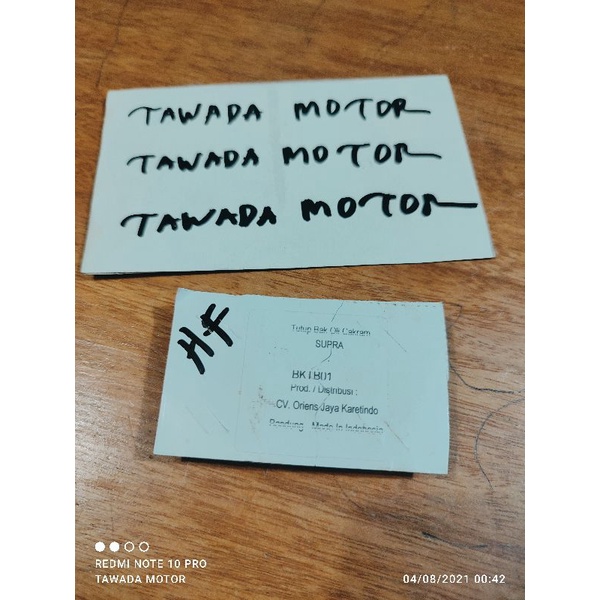 TAWADA MOTOR
TAWADA MOTOR
TAWADA MOTOR
HF
Tutup Bak Oli Cakram
SUPRA
BKTB01
Prod. / Distribusi :
CV. Oriens Jaya Karetindo
Bandung - Made In Indonesia
REDMI NOTE 10 PRO
TAWADA MOTOR
04/08/2021 00:42